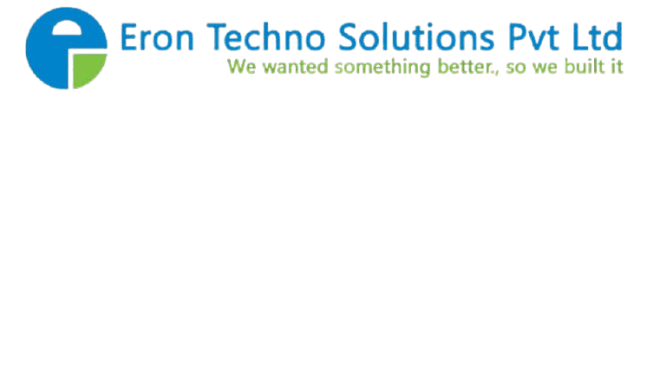 Eron Techno Solutions Pvt Ltd
We wanted something better., so we built it